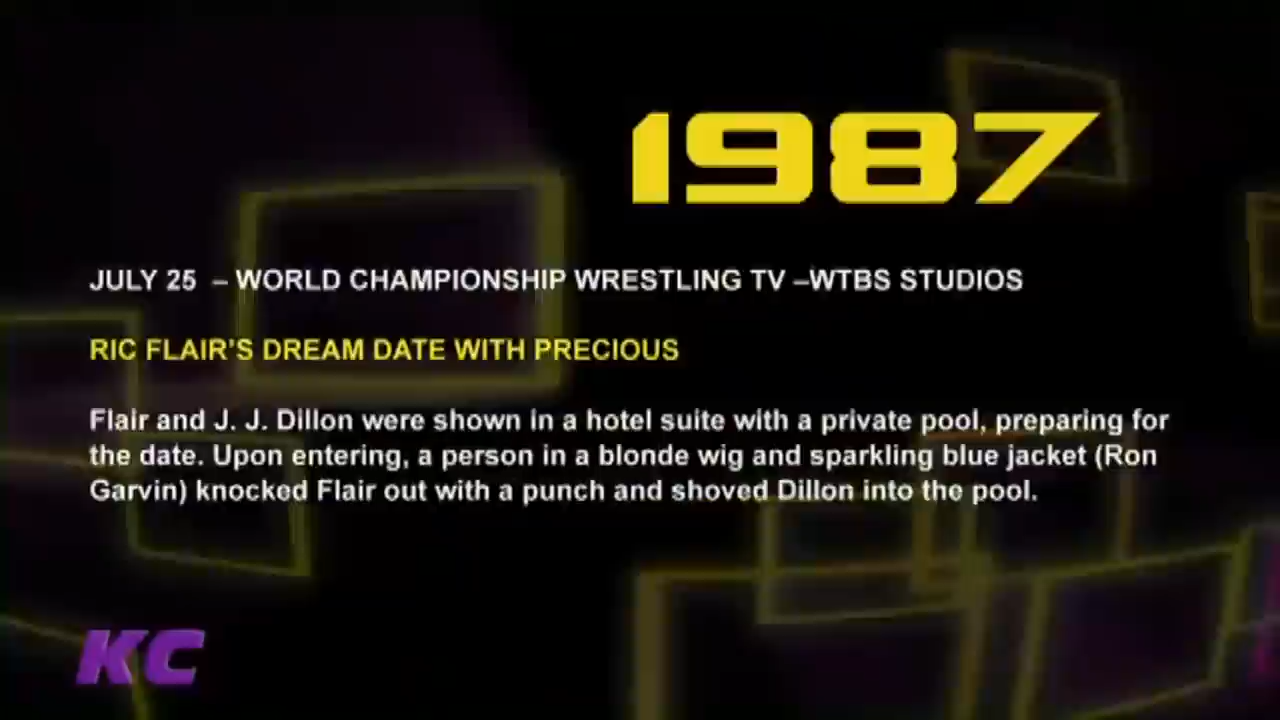 1987
JULY 25 – WORLD CHAMPIONSHIP WRESTLING TV –WTBS STUDIOS
RIC FLAIR'S DREAM DATE WITH PRECIOUS
Flair and J. J. Dillon were shown in a hotel suite with a private pool, preparing for
the date. Upon entering, a person in a blonde wig and sparkling blue jacket (Ron
Garvin) knocked Flair out with a punch and shoved Dillon into the pool.
KC